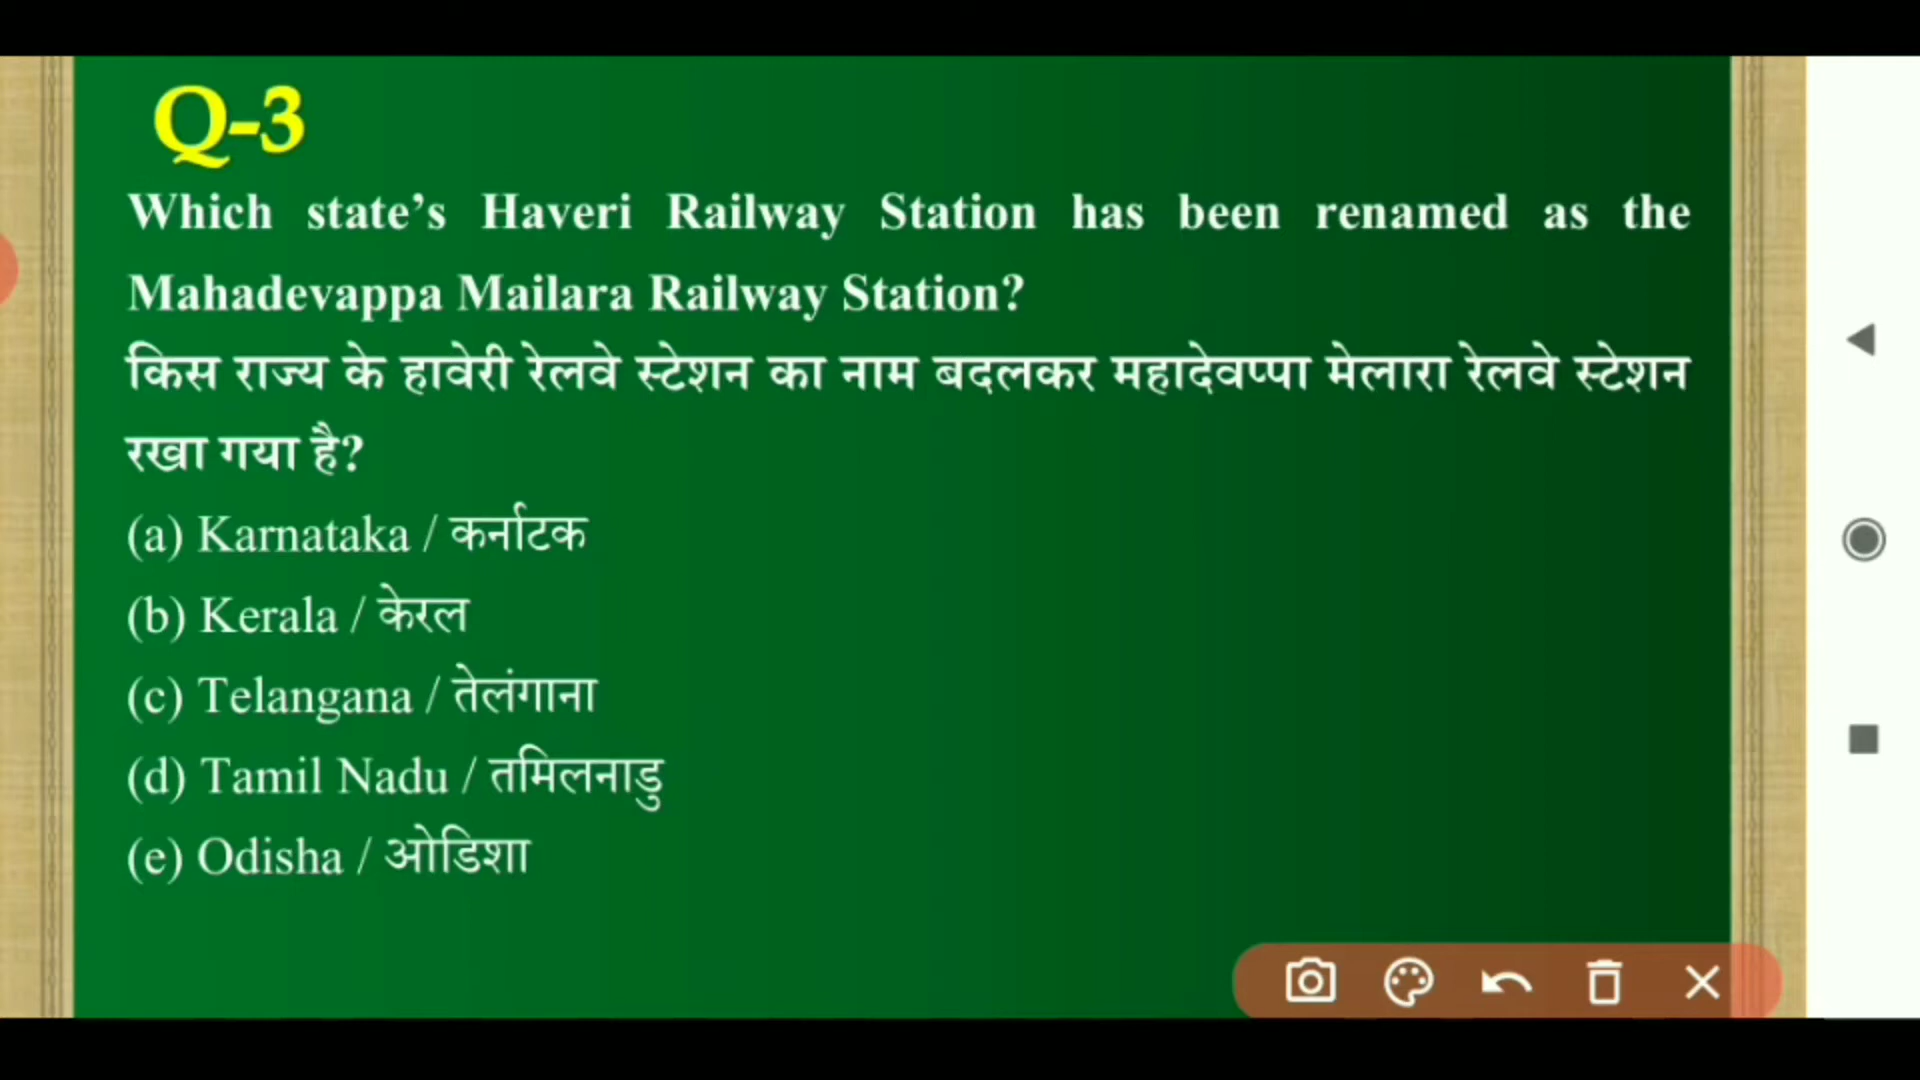 Q-3
Which state’s Haveri Railway Station has been renamed as the
Mahadevappa Mailara Railway Station?
किस राज्य के हावेरी रेलवे स्टेशन का नाम बदलकर महादेवप्पा मेलारा रेलवे स्टेशन
रखा गया है?
(a) Karnataka / कर्नाटक
(b) Kerala / केरल
(c) Telangana / तेलंगाना
(d) Tamil Nadu / तमिलनाडु
(e) Odisha / ओडिशा